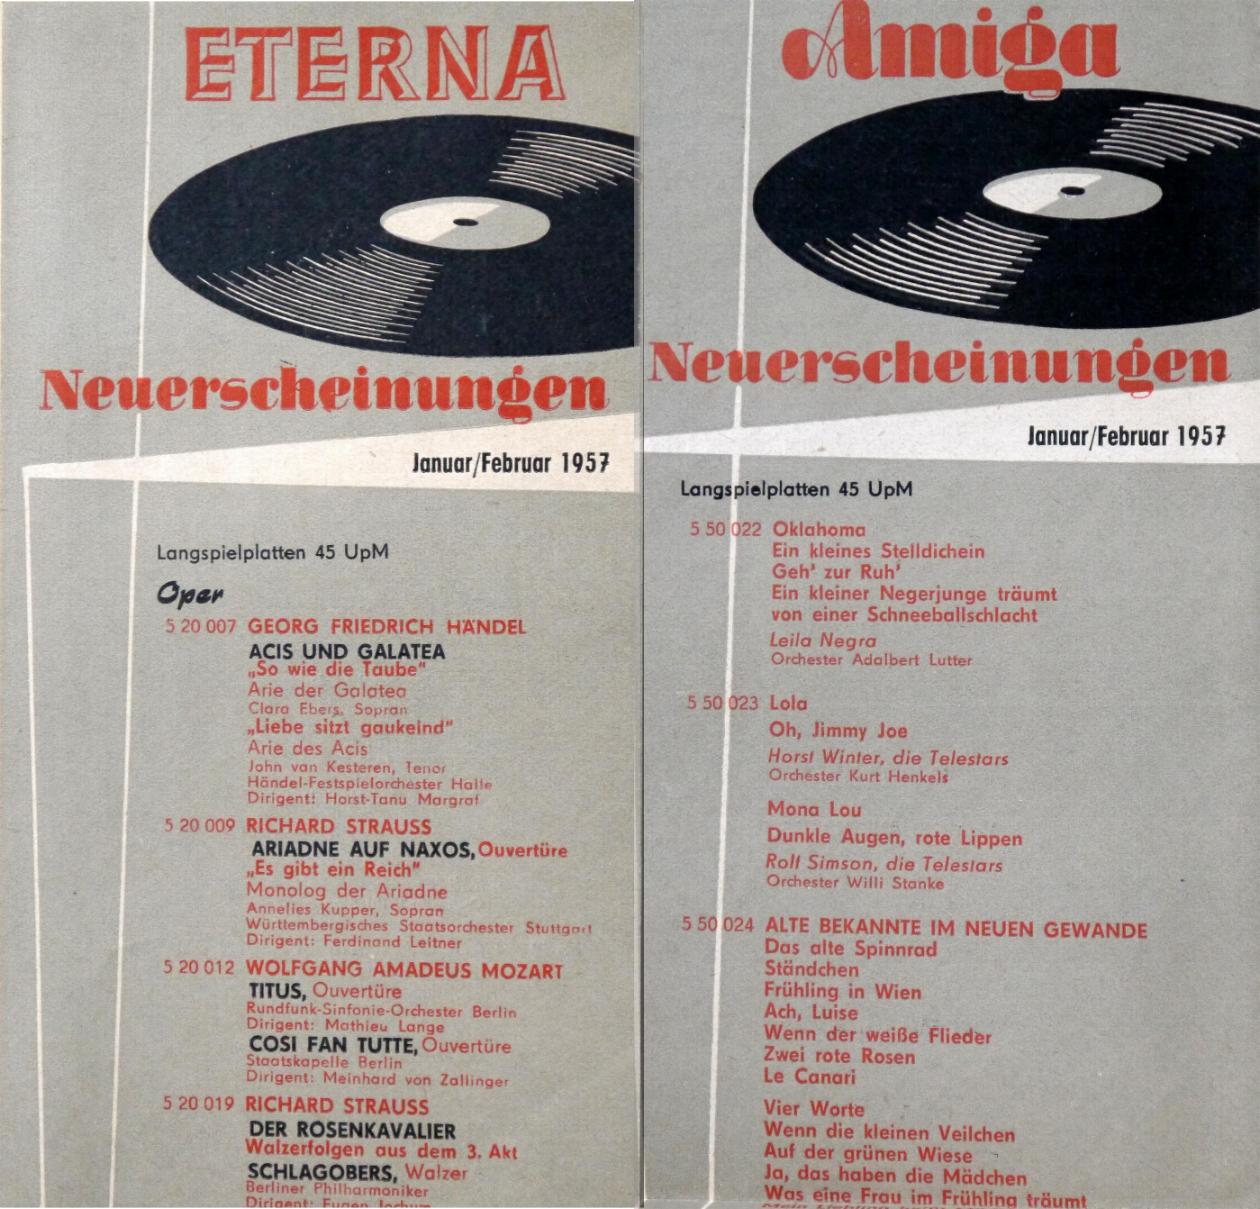 ETERNA
Neuerscheinungen
Januar/Februar 1957
Langspielplatten 45 UpM
Oper
5 20 007 GEORG FRIEDRICH HÄNDEL
ACIS UND GALATEA
„So wie die Taube“
Arie der Galatea
Clara Ebers, Sopran
„Liebe sitzt gaukelnd“
Arie des Acis
John van Kesteren, Tenor
Händel-Festspielorchester Halle
Dirigent: Horst-Tanu Margraf
5 20 009 RICHARD STRAUSS
ARIADNE AUF NAXOS, Ouvertüre
„Es gibt ein Reich“
Monolog der Ariadne
Annelies Kupper, Sopran
Württembergisches Staatsorchester Stuttgart
Dirigent: Ferdinand Leitner
5 20 012 WOLFGANG AMADEUS MOZART
TITUS, Ouvertüre
Rundfunk-Sinfonie-Orchester Berlin
Dirigent: Mathieu Lange
COSI FAN TUTTE, Ouvertüre
Staatskapelle Berlin
Dirigent: Meinhard von Zallinger
5 20 019 RICHARD STRAUSS
DER ROSENKAVALIER
Walzerfolgen aus dem 3. Akt
SCHLAGOBERS, Walzer
Berliner Philharmoniker
Dirigent: Eugen Jochum
Amiga
Neuerscheinungen
Januar/Februar 1957
Langspielplatten 45 UpM
5 50 022 Oklahoma
Ein kleines Stelldichein
Geh' zur Ruh'
Ein kleiner Negerjunge träumt
von einer Schneeballschlacht
Leila Negra
Orchester Adalbert Lutter
5 50 023 Lola
Oh, Jimmy Joe
Horst Winter, die Telestars
Orchester Kurt Henkels
Mona Lou
Dunkle Augen, rote Lippen
Rolf Simson, die Telestars
Orchester Willi Stanke
5 50 024 ALTE BEKANNTE IM NEUEN GEWANDE
Das alte Spinnrad
Ständchen
Frühling in Wien
Ach, Luise
Wenn der weiße Flieder
Zwei rote Rosen
Le Canari
Vier Worte
Wenn die kleinen Veilchen
Auf der grünen Wiese
Ja, das haben die Mädchen
Was eine Frau im Frühling träumt